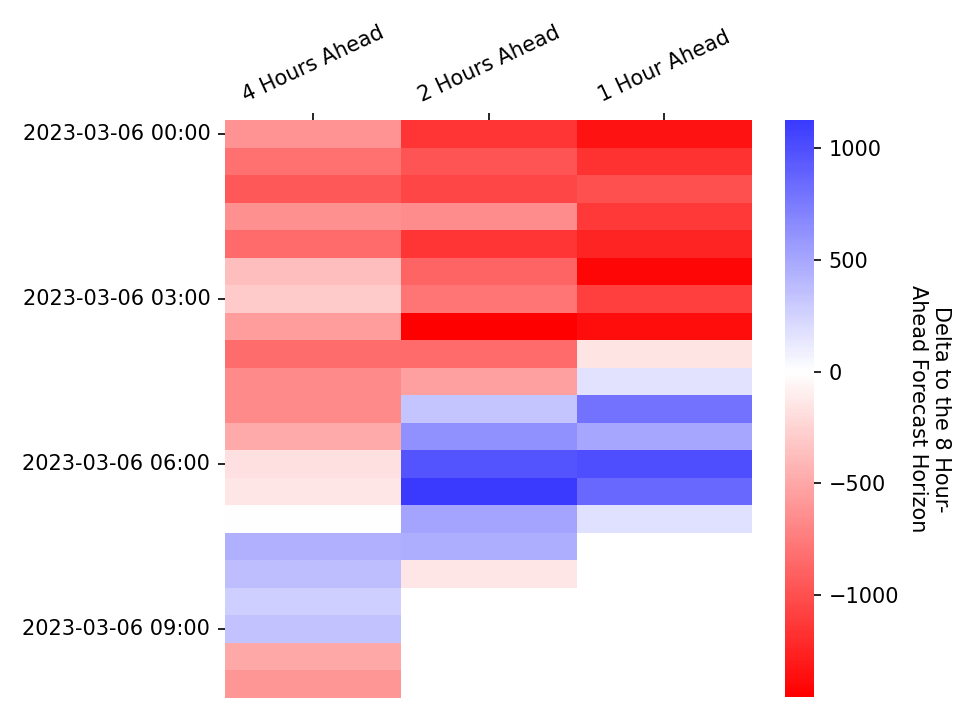 4 Hours Ahead
2 Hours Ahead
1 Hour Ahead
2023-03-06 00:00
2023-03-06 03:00
2023-03-06 06:00
2023-03-06 09:00
1000
500
0
−500
−1000
Delta to the 8 Hour-
Ahead Forecast Horizon